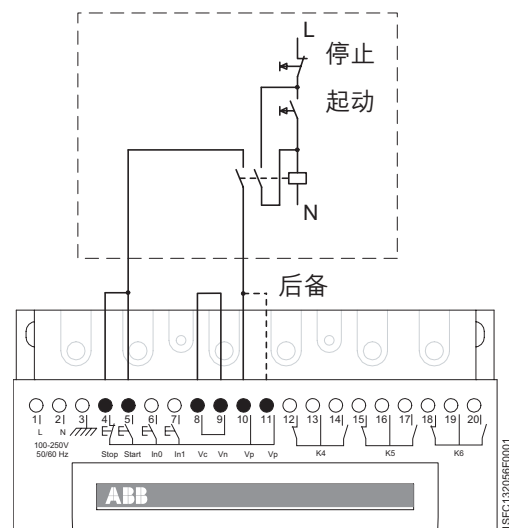 L
停止
起动
N
后备
1 2 3 4 5 6 7 8 9 10 11 12 13 14 15 16 17 18 19 20
L N Stop Start In0 In1 Vc Vn Vp Vp K4 K5 K6
100-250V
50/60 Hz
ABB
1SFC132056F0001